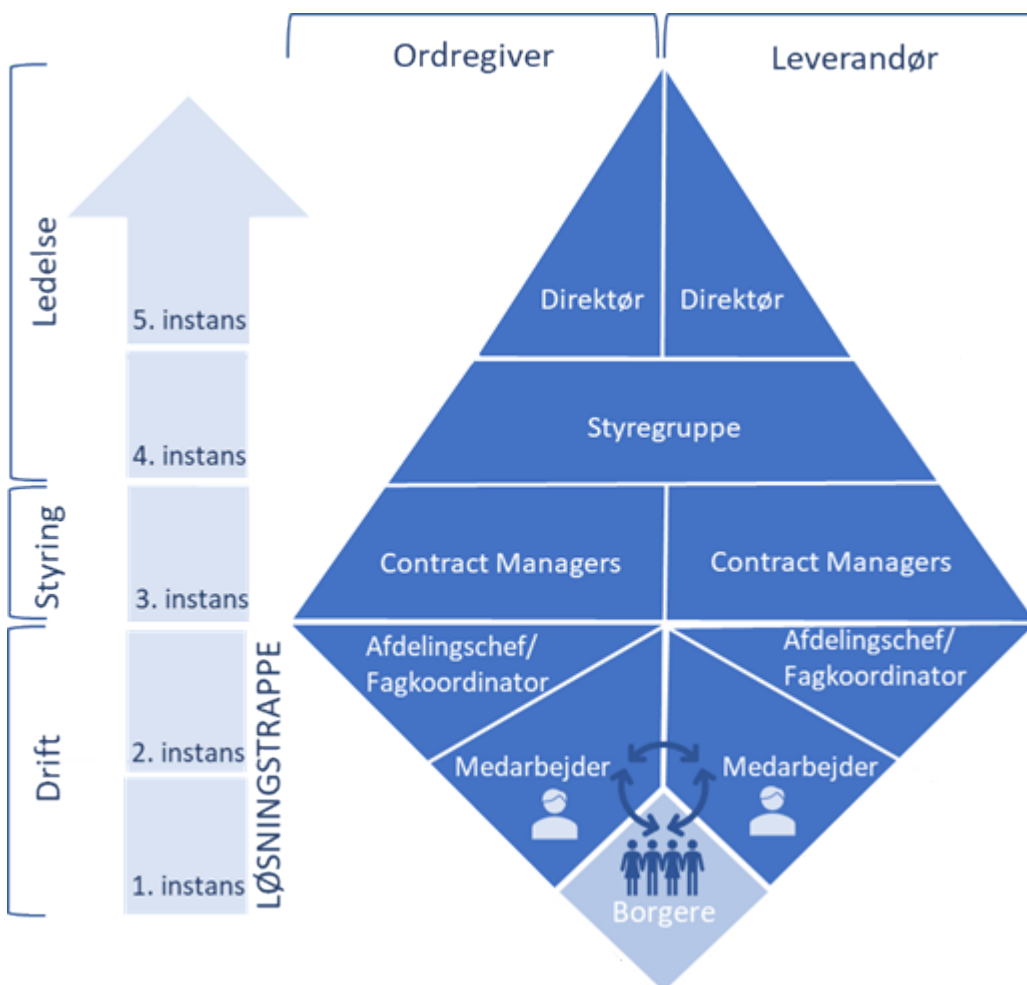 Ordregiver
Leverandør
Ledelse
Styring
Drift
5. instans
4. instans
3. instans
2. instans
1. instans
LØSNINGSTRAPPE
Direktør
Direktør
Styregruppe
Contract Managers
Contract Managers
Afdelingschef/
Fagkoordinator
Afdelingschef/
Fagkoordinator
Medarbejder
Medarbejder
Borgere